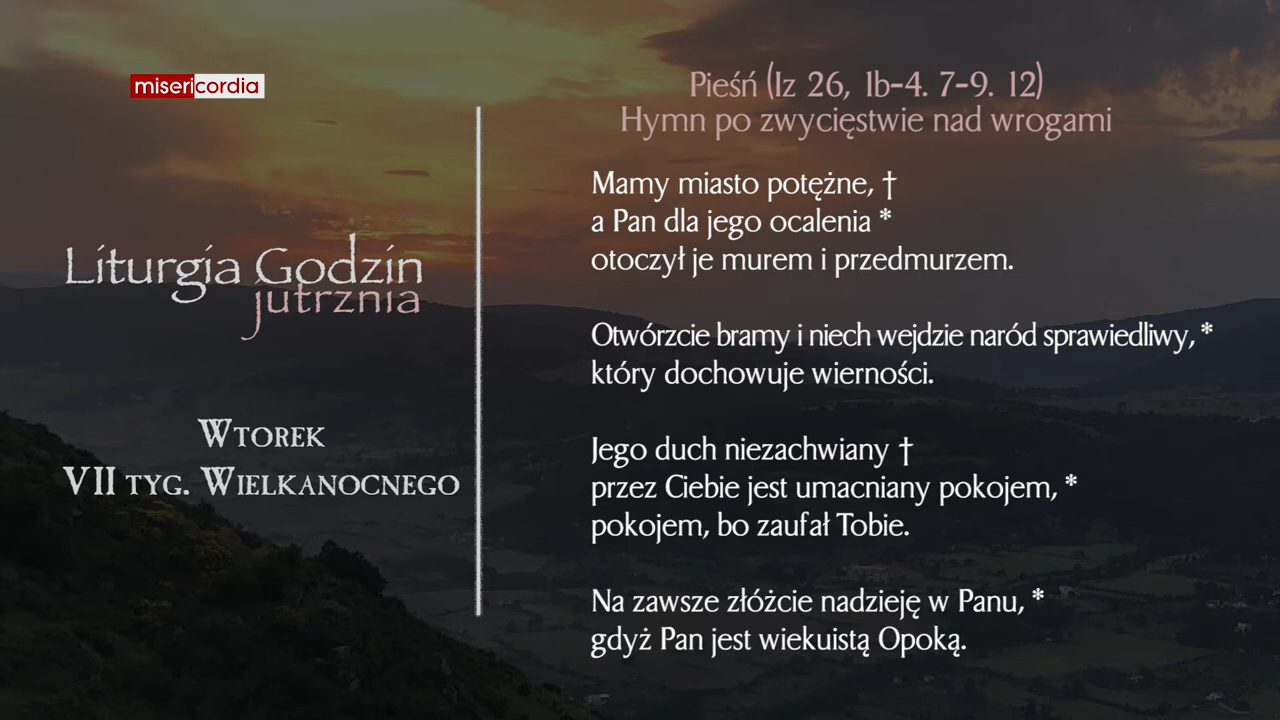 misericordia
Liturgia Godzin
jutrznia
Wtorek
VII tyg. Wielkanocnego
Pieśń (Iz 26, 1b-4. 7-9. 12)
Hymn po zwycięstwie nad wrogami
Mamy miasto potężne, †
a Pan dla jego ocalenia *
otoczył je murem i przedmurzem.
Otwórzcie bramy i niech wejdzie naród sprawiedliwy, *
który dochowuje wierności.
Jego duch niezachwiany †
przez Ciebie jest umacniany pokojem, *
pokojem, bo zaufał Tobie.
Na zawsze złóżcie nadzieję w Panu, *
gdyż Pan jest wiekuistą Opoką.